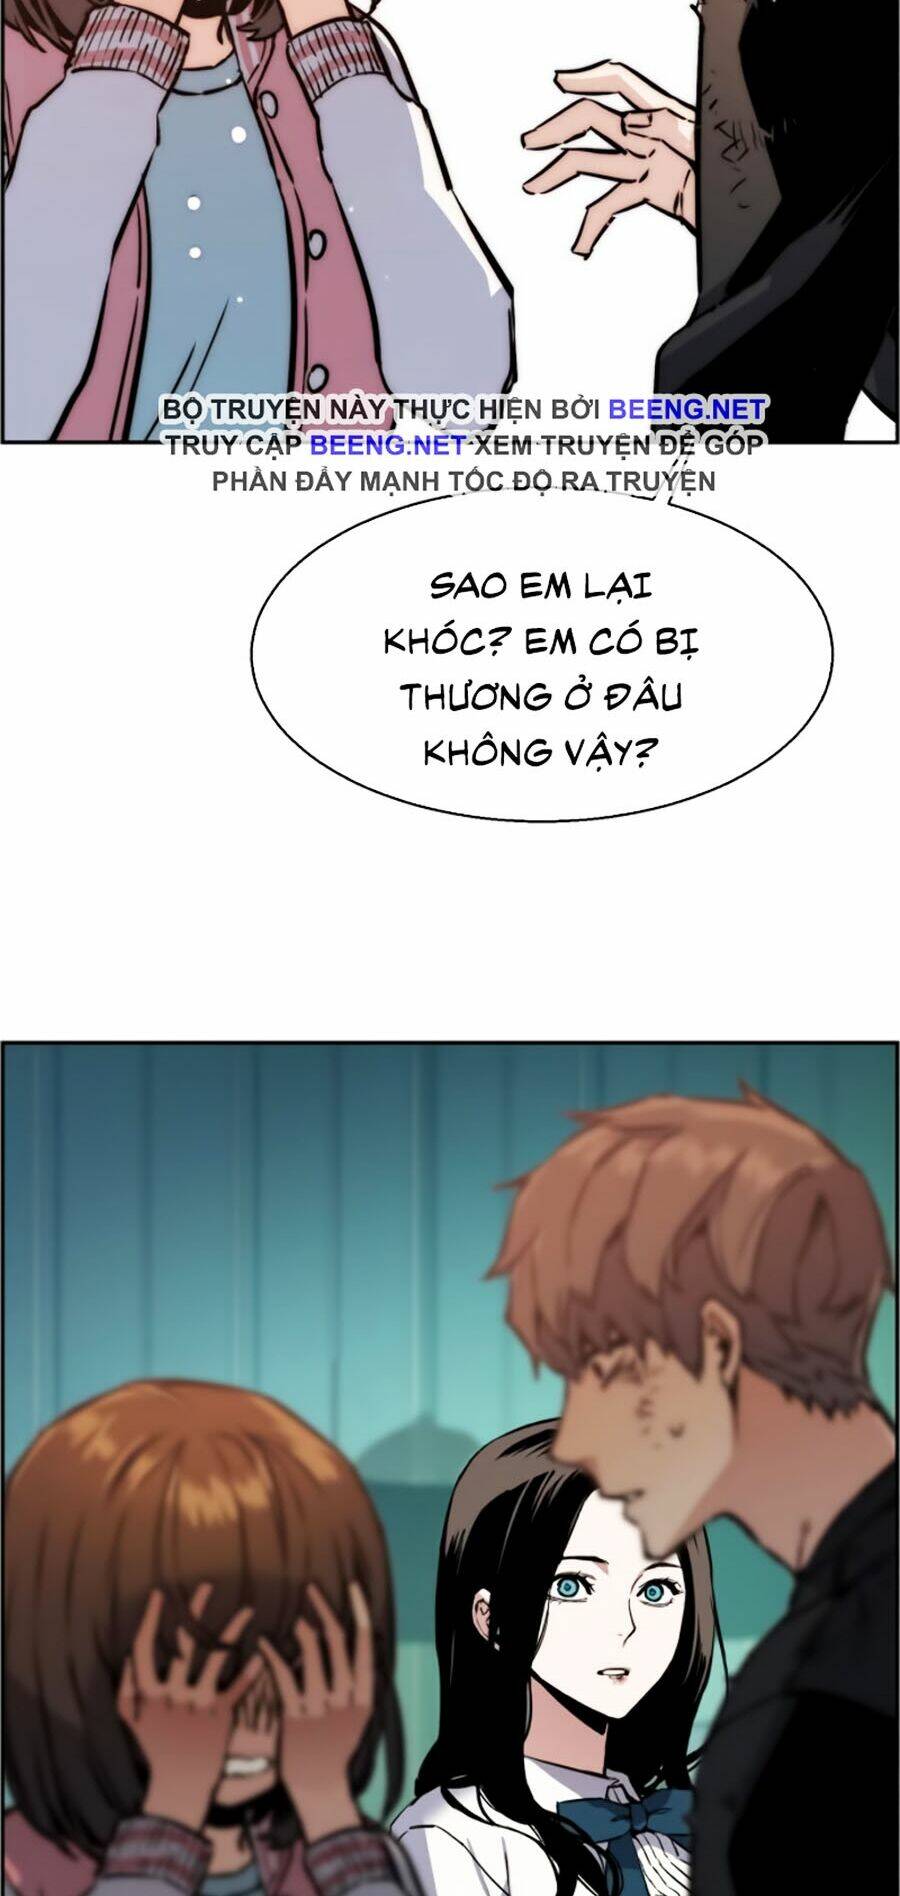 BỘ TRUYỆN NÀY THỰC HIỆN BỞI BEENG.NET
TRUY CẬP BEENG.NET XEM TRUYỆN ĐỂ GÓP
PHẦN ĐẨY MẠNH TỐC ĐỘ RA TRUYỆN
SAO EM LẠI
KHÓC? EM CÓ BỊ
THƯƠNG Ở ĐÂU
KHÔNG VẬY?